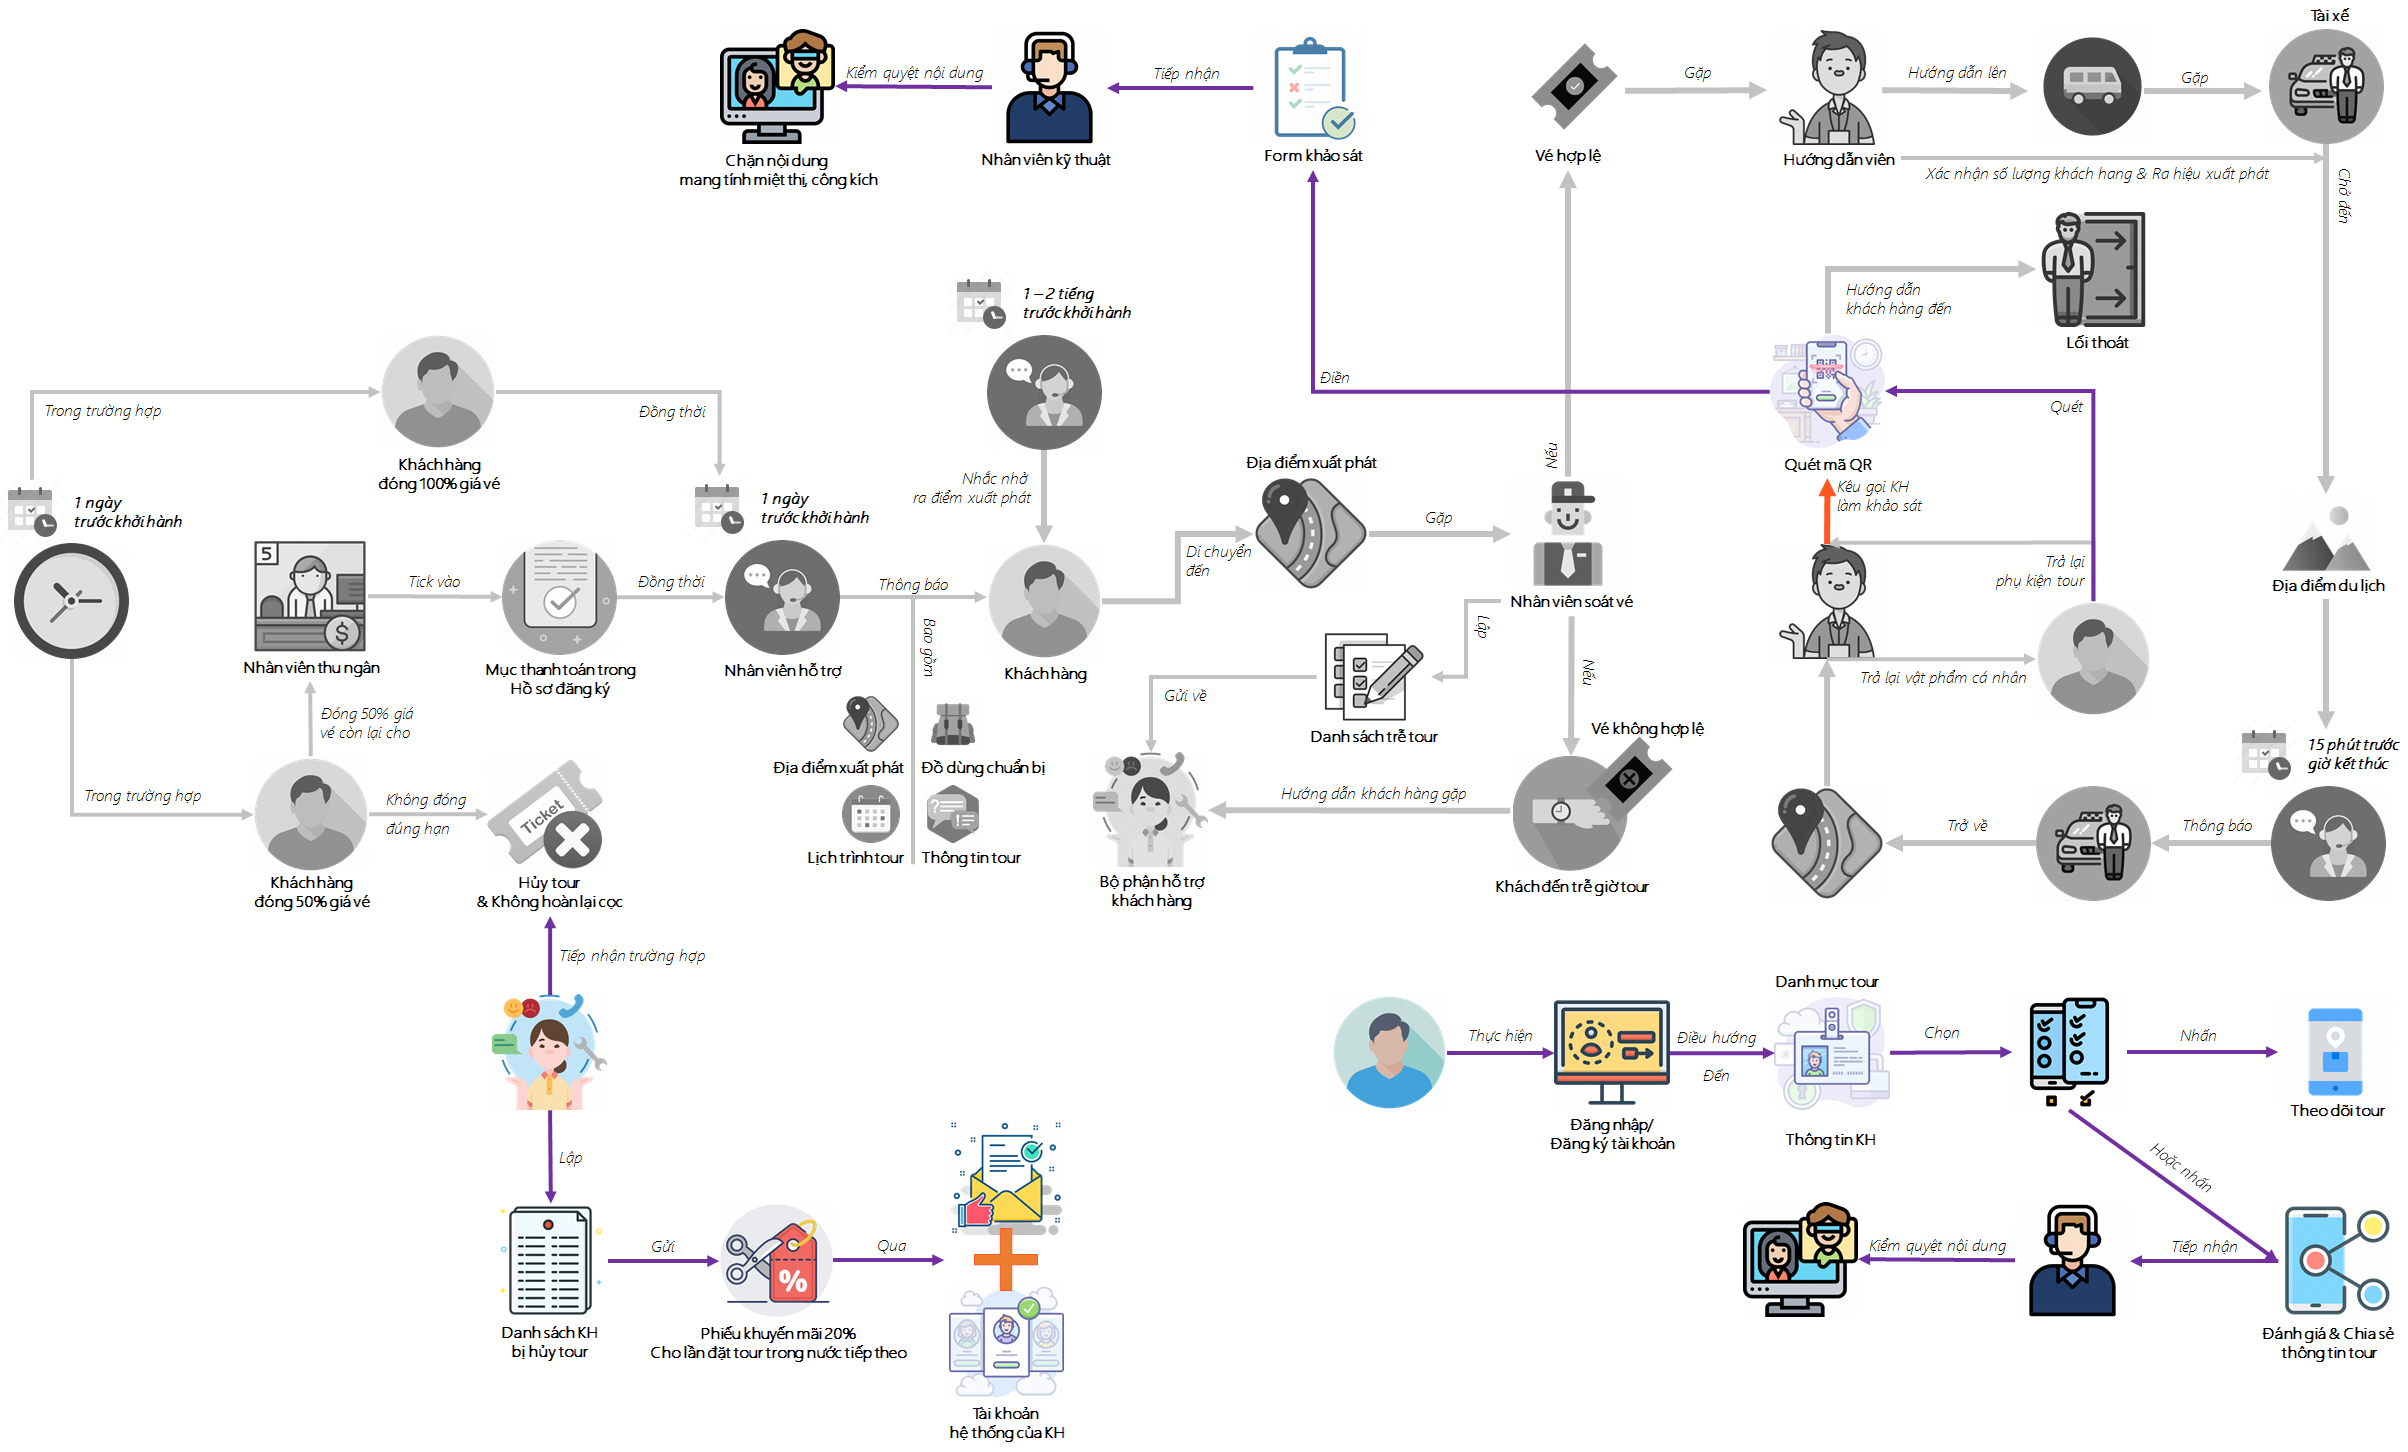 Tài xế
Kiểm quyệt nội dung
Tiếp nhận
Gặp
Hướng dẫn lên
Gặp
Chặn nội dung
mang tính miệt thị, công kích
Nhân viên kỹ thuật
Form khảo sát
Vé hợp lệ
Hướng dẫn viên
Xác nhận số lượng khách hang & Ra hiệu xuất phát
Chở đến
1 – 2 tiếng
trước khởi hành
Hướng dẫn
khách hàng đến
Lối thoát
Trong trường hợp
Đồng thời
Điền
Quét
Khách hàng
đóng 100% giá vé
Nhắc nhở
ra điểm xuất phát
Địa điểm xuất phát
Nếu
Quét mã QR
Kêu gọi KH
làm khảo sát
1 ngày
trước khởi hành
1 ngày
trước khởi hành
Gặp
Di chuyển
đến
5
$
Tick vào
Đồng thời
Thông báo
Bao gồm
Trả lại
phụ kiện tour
Địa điểm du lịch
Nhân viên soát vé
Lập
Nhân viên thu ngân
Mục thanh toán trong
Hồ sơ đăng ký
Nhân viên hỗ trợ
Khách hàng
Nếu
Trả lại vật phẩm cá nhân
Gửi về
Đóng 50% giá
vé còn lại cho
Danh sách trễ tour
Vé không hợp lệ
15 phút trước
giờ kết thúc
Địa điểm xuất phát
Đồ dùng chuẩn bị
Trong trường hợp
Không đóng
đúng hạn
Ticket
Hướng dẫn khách hàng gặp
Trở về
Thông báo
Lịch trình tour
Thông tin tour
Khách hàng
đóng 50% giá vé
Hủy tour
& Không hoàn lại cọc
Bộ phận hỗ trợ
khách hàng
Khách đến trễ giờ tour
Tiếp nhận trường hợp
Danh mục tour
Thực hiện
Điều hướng
Đến
Chọn
Nhấn
Đăng nhập/
Đăng ký tài khoản
Thông tin KH
Theo dõi tour
Lập
Hoặc nhấn
Gửi
Qua
%
Kiểm quyệt nội dung
Tiếp nhận
Danh sách KH
bị hủy tour
Phiếu khuyến mãi 20%
Cho lần đặt tour trong nước tiếp theo
Đánh giá & Chia sẻ
thông tin tour
Tài khoản
hệ thống của KH